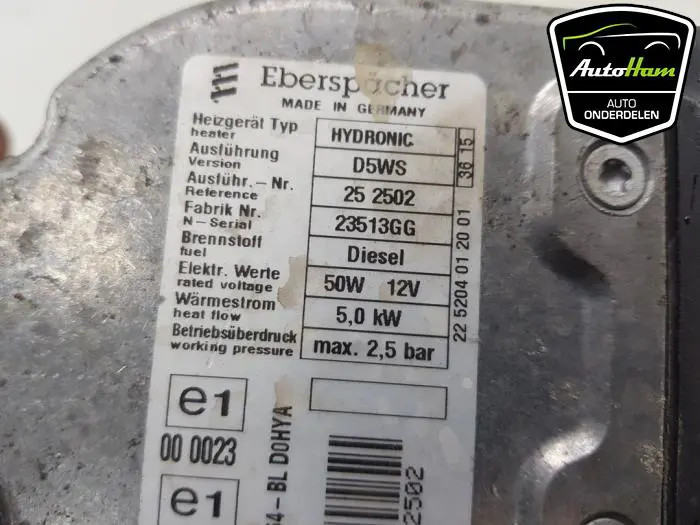 Eberspächer
MADE IN GERMANY
Heizgerät Typ
heater
HYDRONIC
Ausführung
Version
D5WS
Ausführ. – Nr.
Reference
25 2502
Fabrik Nr.
N – Serial
23513GG
Brennstoff
fuel
Diesel
Elektr. Werte
rated voltage
50W 12V
Wärmestrom
heat flow
5,0 kW
Betriebsüberdruck
working pressure
max. 2,5 bar
36 15
22 5204 01 20 01
e1
00 0023
e1
4-BL DOHYA
2502
AutoHam
AUTO
ONDERDELEN